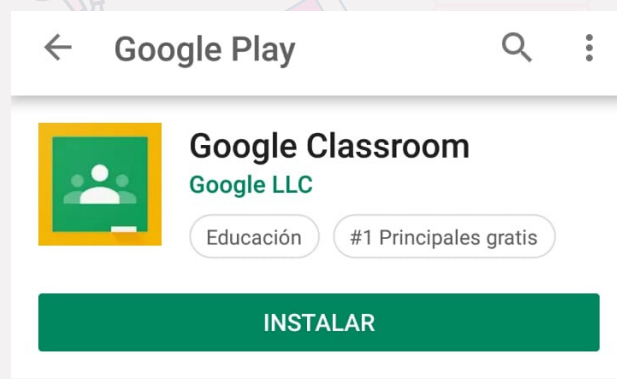 Google Play
Google Classroom
Google LLC
Educación #1 Principales gratis
INSTALAR